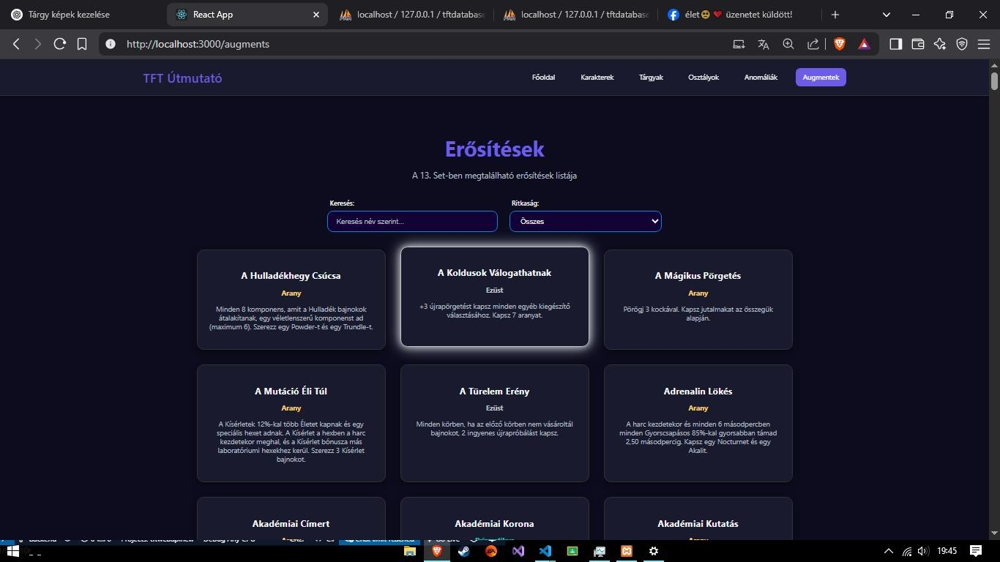 Tárgy képek kezelése
React App
localhost / 127.0.0.1 / tftdatabase
localhost / 127.0.0.1 / tftdatabase
élet😵‍💫 ❤️ üzenetet küldött!
http://localhost:3000/augments
TFT Útmutató
Főoldal
Karakterek
Tárgyak
Osztályok
Anomáliák
Augmentek
Erősítések
A 13. Set-ben megtalálható erősítések listája
Keresés:
Ritkaság:
Keresés név szerint...
Összes
A Hulladékhegy Csúcsa
Arany
Minden 8 komponens, amit a Hulladék bajnokok
átalakítanak, egy véletlenszerű komponenst ad
(maximum 6). Szerezz egy Powder-t és egy Trundle-t.
A Koldusok Válogathatnak
Ezüst
+3 újrapörgetést kapsz minden egyéb kiegészítő
választásához. Kapsz 7 aranyat.
A Mágikus Pörgetés
Arany
Pörögj 3 kockával. Kapsz jutalmakat az összegük
alapján.
A Mutáció Éli Túl
Arany
A Kísérletek 12%-kal több Életet kapnak és egy
speciális hexet adnak. A Kísérlet a hexben a harc
kezdetekor meghal, és a Kísérlet bónusza más
laboratóriumi hexekhez kerül. Szerezz 3 Kísérlet
bajnokot.
A Türelem Erény
Ezüst
Minden körben, ha az előző körben nem vásároltál
bajnokot, 2 ingyenes újrapróbálást kapsz.
Adrenalin Lökés
Arany
A harc kezdetekor és minden 6 másodpercben
minden Gyorscsapásos 85%-kal gyorsabban támad
2,50 másodpercig. Kapsz egy Nocturnet és egy
Akalit.
Akadémiai Címert
Akadémiai Korona
Akadémiai Kutatás
19:45